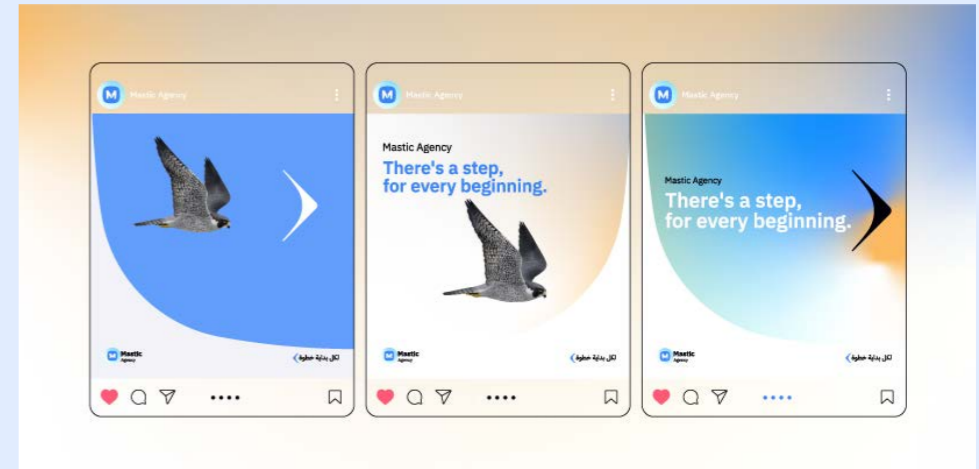 M Mastic Agency
M Mastic
Agency
لكل بداية خطوة
M Mastic Agency
Mastic Agency
There's a step,
for every beginning.
M Mastic
Agency
لكل بداية خطوة
M Mastic Agency
Mastic Agency
There's a step,
for every beginning.
M Mastic
Agency
لكل بداية خطوة